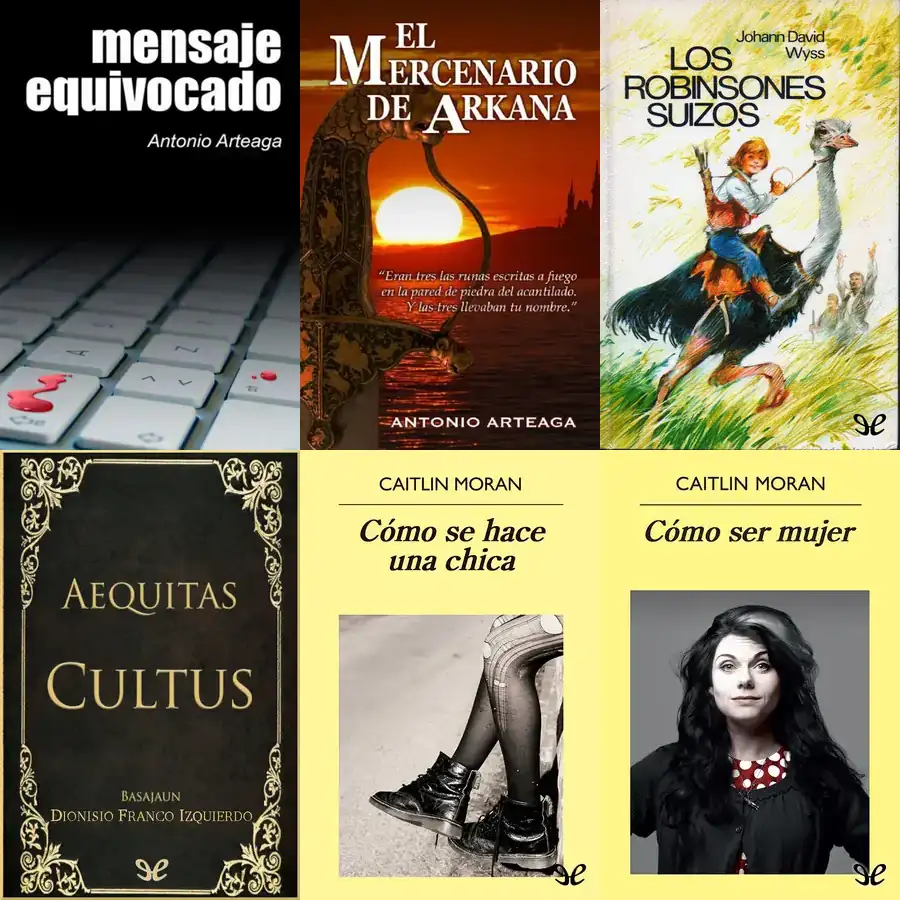 mensaje
equivocado
Antonio Arteaga
EL
MERCENARIO
DE ARKANA
“Eran tres las runas escritas a fuego
en la pared de piedra del acantilado.
Y las tres llevaban tu nombre.”
ANTONIO ARTEAGA
Johann David
Wyss
LOS
ROBINSONES
SUIZOS
AEQUITAS
CULTUS
BASAJAUN
DIONISIO FRANCO IZQUIERDO
CAITLIN MORAN
Cómo se hace
una chica
CAITLIN MORAN
Cómo ser mujer